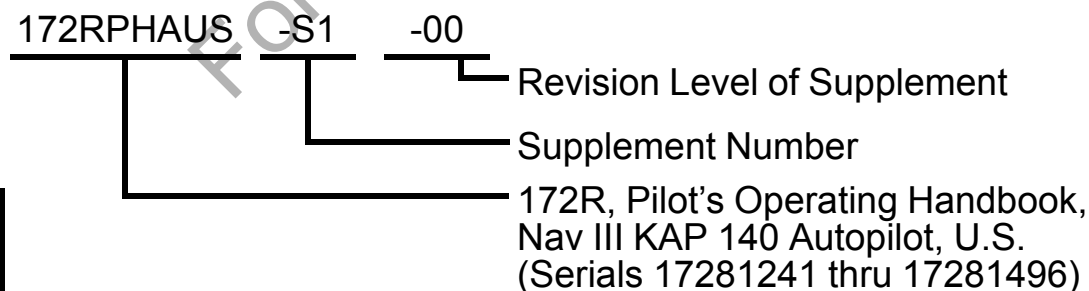 172RPHAUS -S1 -00
Revision Level of Supplement
Supplement Number
172R, Pilot's Operating Handbook,
Nav III KAP 140 Autopilot, U.S.
(Serials 17281241 thru 17281496)